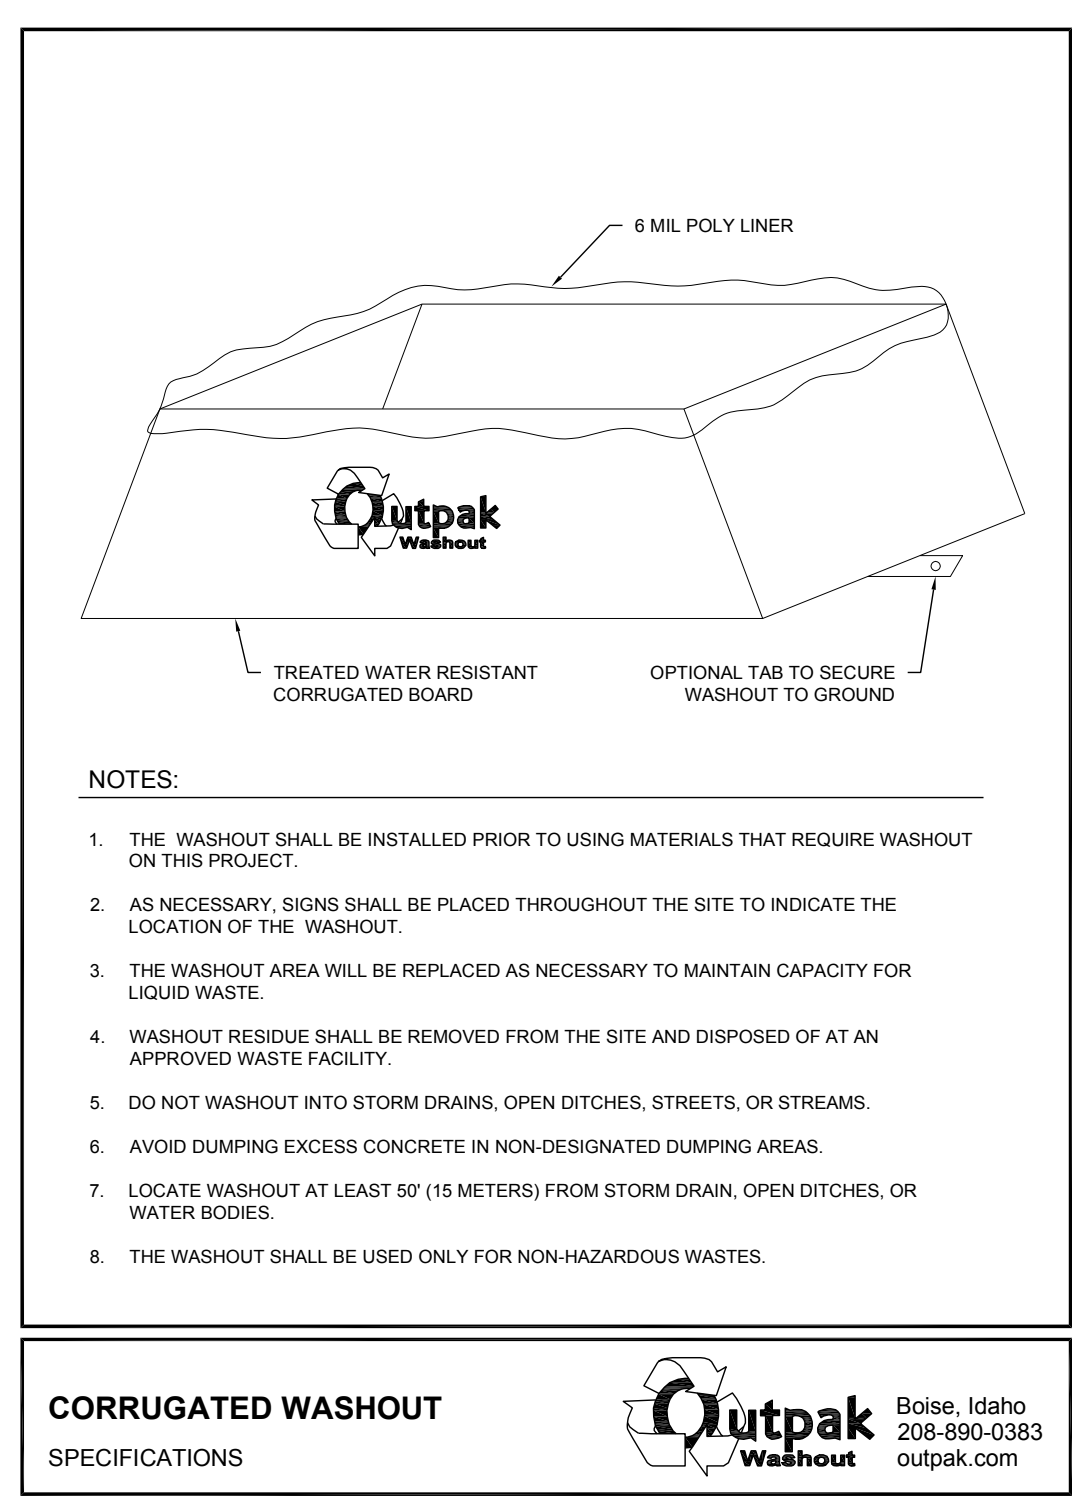 6 MIL POLY LINER
Outpak
Washout
TREATED WATER RESISTANT
CORRUGATED BOARD
OPTIONAL TAB TO SECURE
WASHOUT TO GROUND
NOTES:
1. THE WASHOUT SHALL BE INSTALLED PRIOR TO USING MATERIALS THAT REQUIRE WASHOUT
ON THIS PROJECT.
2. AS NECESSARY, SIGNS SHALL BE PLACED THROUGHOUT THE SITE TO INDICATE THE
LOCATION OF THE WASHOUT.
3. THE WASHOUT AREA WILL BE REPLACED AS NECESSARY TO MAINTAIN CAPACITY FOR
LIQUID WASTE.
4. WASHOUT RESIDUE SHALL BE REMOVED FROM THE SITE AND DISPOSED OF AT AN
APPROVED WASTE FACILITY.
5. DO NOT WASHOUT INTO STORM DRAINS, OPEN DITCHES, STREETS, OR STREAMS.
6. AVOID DUMPING EXCESS CONCRETE IN NON-DESIGNATED DUMPING AREAS.
7. LOCATE WASHOUT AT LEAST 50' (15 METERS) FROM STORM DRAIN, OPEN DITCHES, OR
WATER BODIES.
8. THE WASHOUT SHALL BE USED ONLY FOR NON-HAZARDOUS WASTES.
CORRUGATED WASHOUT
SPECIFICATIONS
Outpak
Washout
Boise, Idaho
208-890-0383
outpak.com